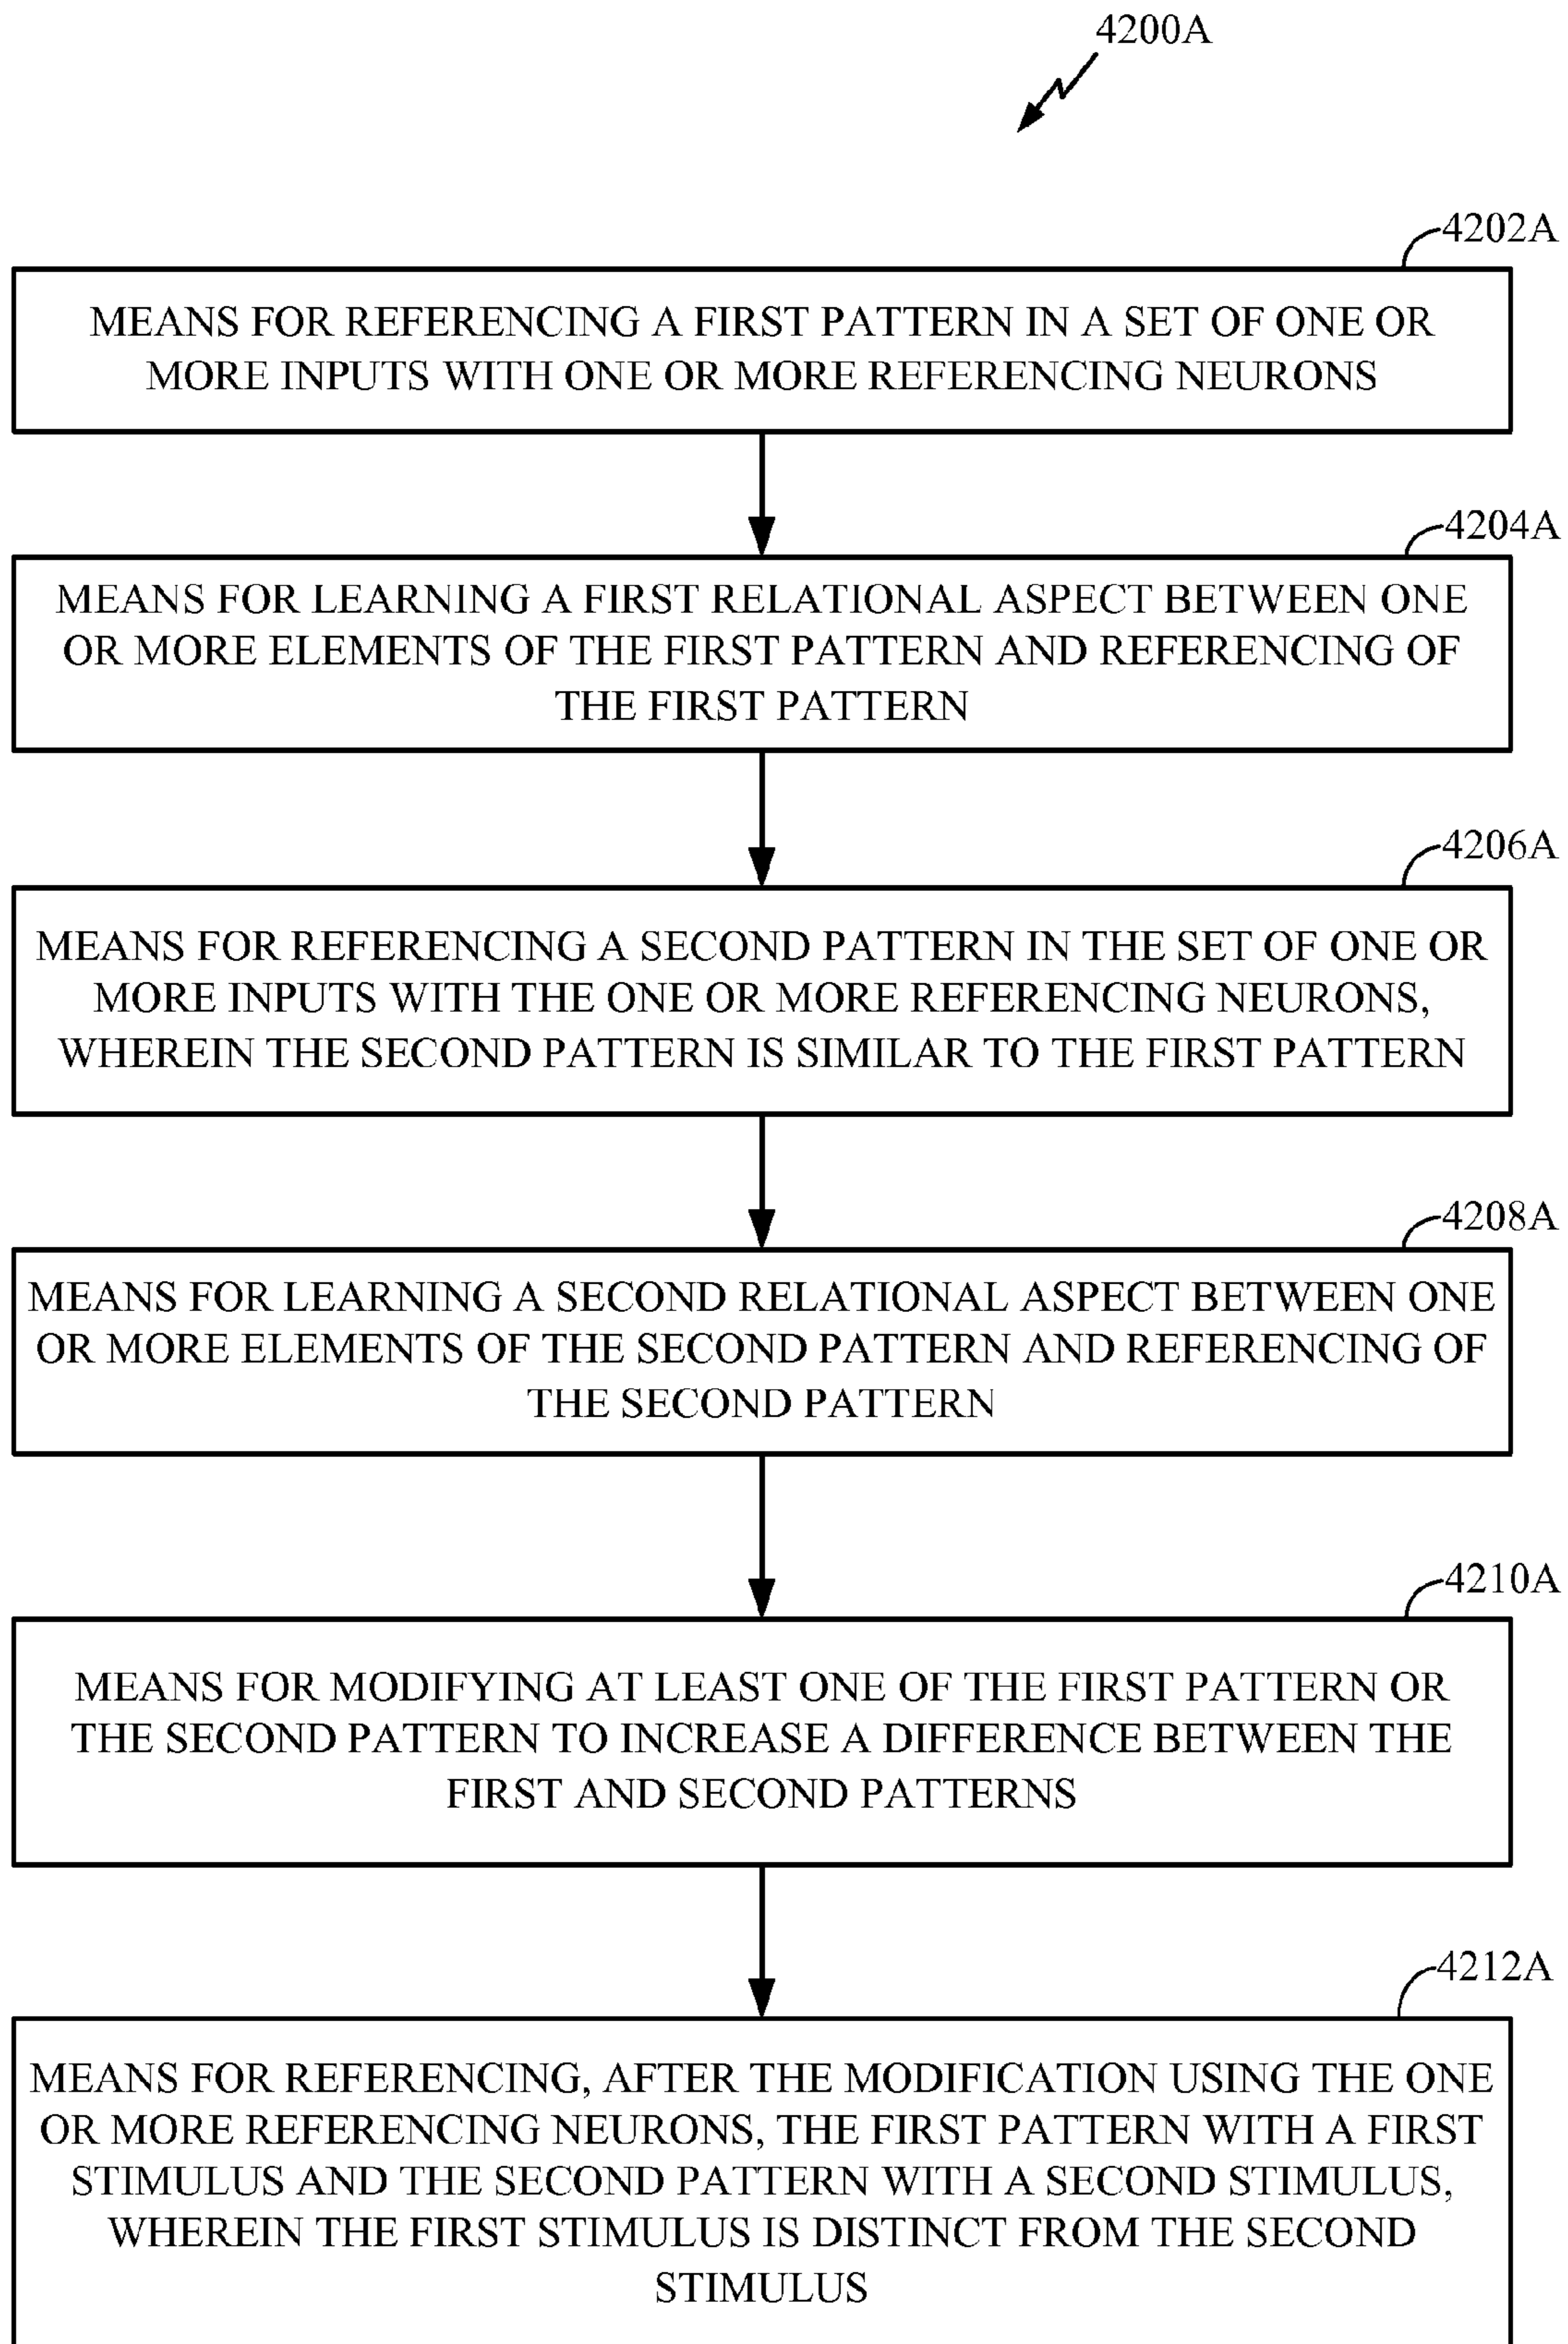 4200A
4202A
MEANS FOR REFERENCING A FIRST PATTERN IN A SET OF ONE OR
MORE INPUTS WITH ONE OR MORE REFERENCING NEURONS
4204A
MEANS FOR LEARNING A FIRST RELATIONAL ASPECT BETWEEN ONE
OR MORE ELEMENTS OF THE FIRST PATTERN AND REFERENCING OF
THE FIRST PATTERN
4206A
MEANS FOR REFERENCING A SECOND PATTERN IN THE SET OF ONE OR
MORE INPUTS WITH THE ONE OR MORE REFERENCING NEURONS,
WHEREIN THE SECOND PATTERN IS SIMILAR TO THE FIRST PATTERN
4208A
MEANS FOR LEARNING A SECOND RELATIONAL ASPECT BETWEEN ONE
OR MORE ELEMENTS OF THE SECOND PATTERN AND REFERENCING OF
THE SECOND PATTERN
4210A
MEANS FOR MODIFYING AT LEAST ONE OF THE FIRST PATTERN OR
THE SECOND PATTERN TO INCREASE A DIFFERENCE BETWEEN THE
FIRST AND SECOND PATTERNS
4212A
MEANS FOR REFERENCING, AFTER THE MODIFICATION USING THE ONE
OR MORE REFERENCING NEURONS, THE FIRST PATTERN WITH A FIRST
STIMULUS AND THE SECOND PATTERN WITH A SECOND STIMULUS,
WHEREIN THE FIRST STIMULUS IS DISTINCT FROM THE SECOND
STIMULUS